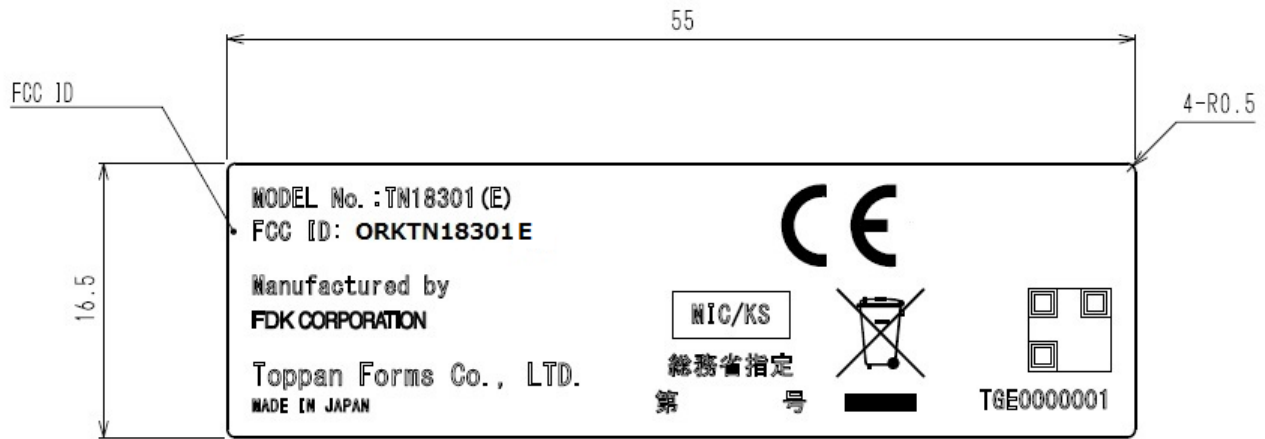 55
FCC ID
4-R0.5
16.5
MODEL No.:TN18301(E)
FCC ID: ORKTN18301E
Manufactured by
FDK CORPORATION
Toppan Forms Co., LTD.
MADE IN JAPAN
CE
MIC/KS
総務省指定
第 号
TGE0000001